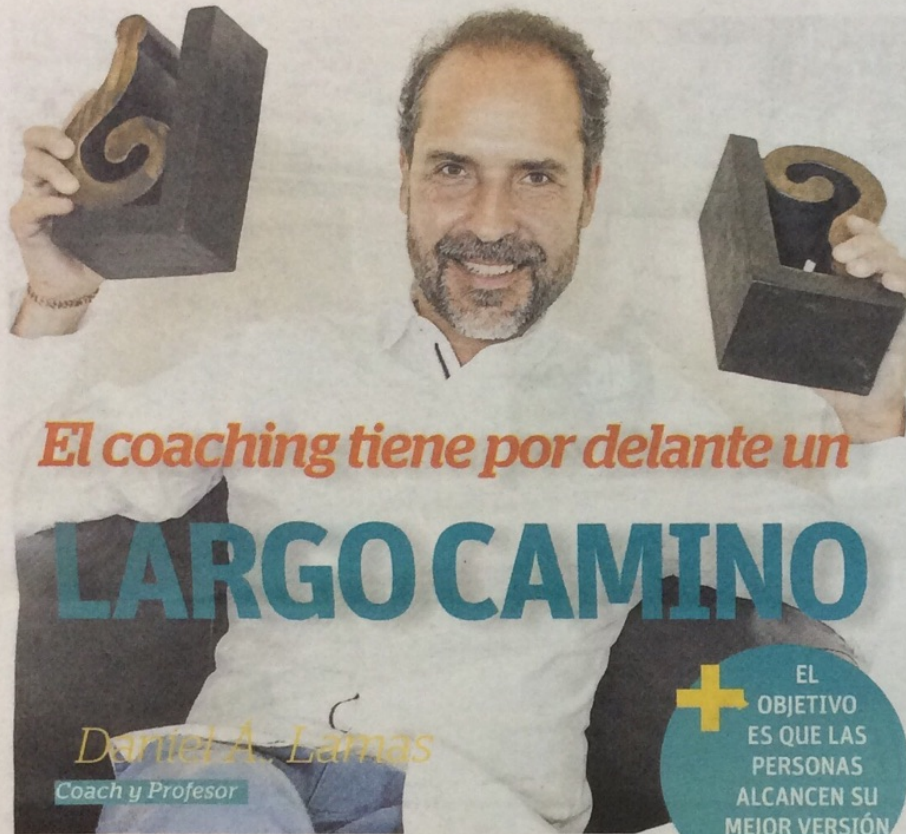 El coaching tiene por delante un
LARGO CAMINO
Daniel A. Lamas
Coach y Profesor
+
EL
OBJETIVO
ES QUE LAS
PERSONAS
ALCANCEN SU
MEJOR VERSIÓN